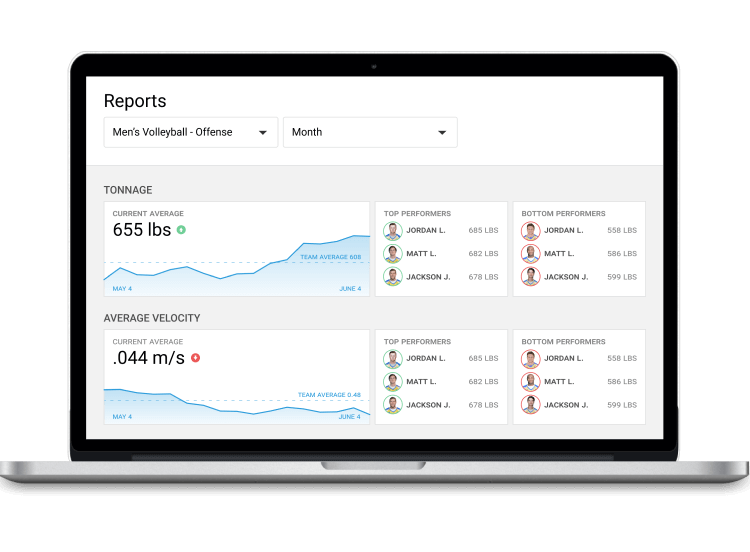 Reports
Men's Volleyball - Offense
Month
TONNAGE
CURRENT AVERAGE
655 lbs
TEAM AVERAGE 608
MAY 4
JUNE 4
TOP PERFORMERS
JORDAN L. 685 LBS
MATT L. 682 LBS
JACKSON J. 678 LBS
BOTTOM PERFORMERS
JORDAN L. 558 LBS
MATT L. 586 LBS
JACKSON J. 599 LBS
AVERAGE VELOCITY
CURRENT AVERAGE
.044 m/s
TEAM AVERAGE 0.48
MAY 4
JUNE 4
TOP PERFORMERS
JORDAN L. 685 LBS
MATT L. 682 LBS
JACKSON J. 678 LBS
BOTTOM PERFORMERS
JORDAN L. 558 LBS
MATT L. 586 LBS
JACKSON J. 599 LBS